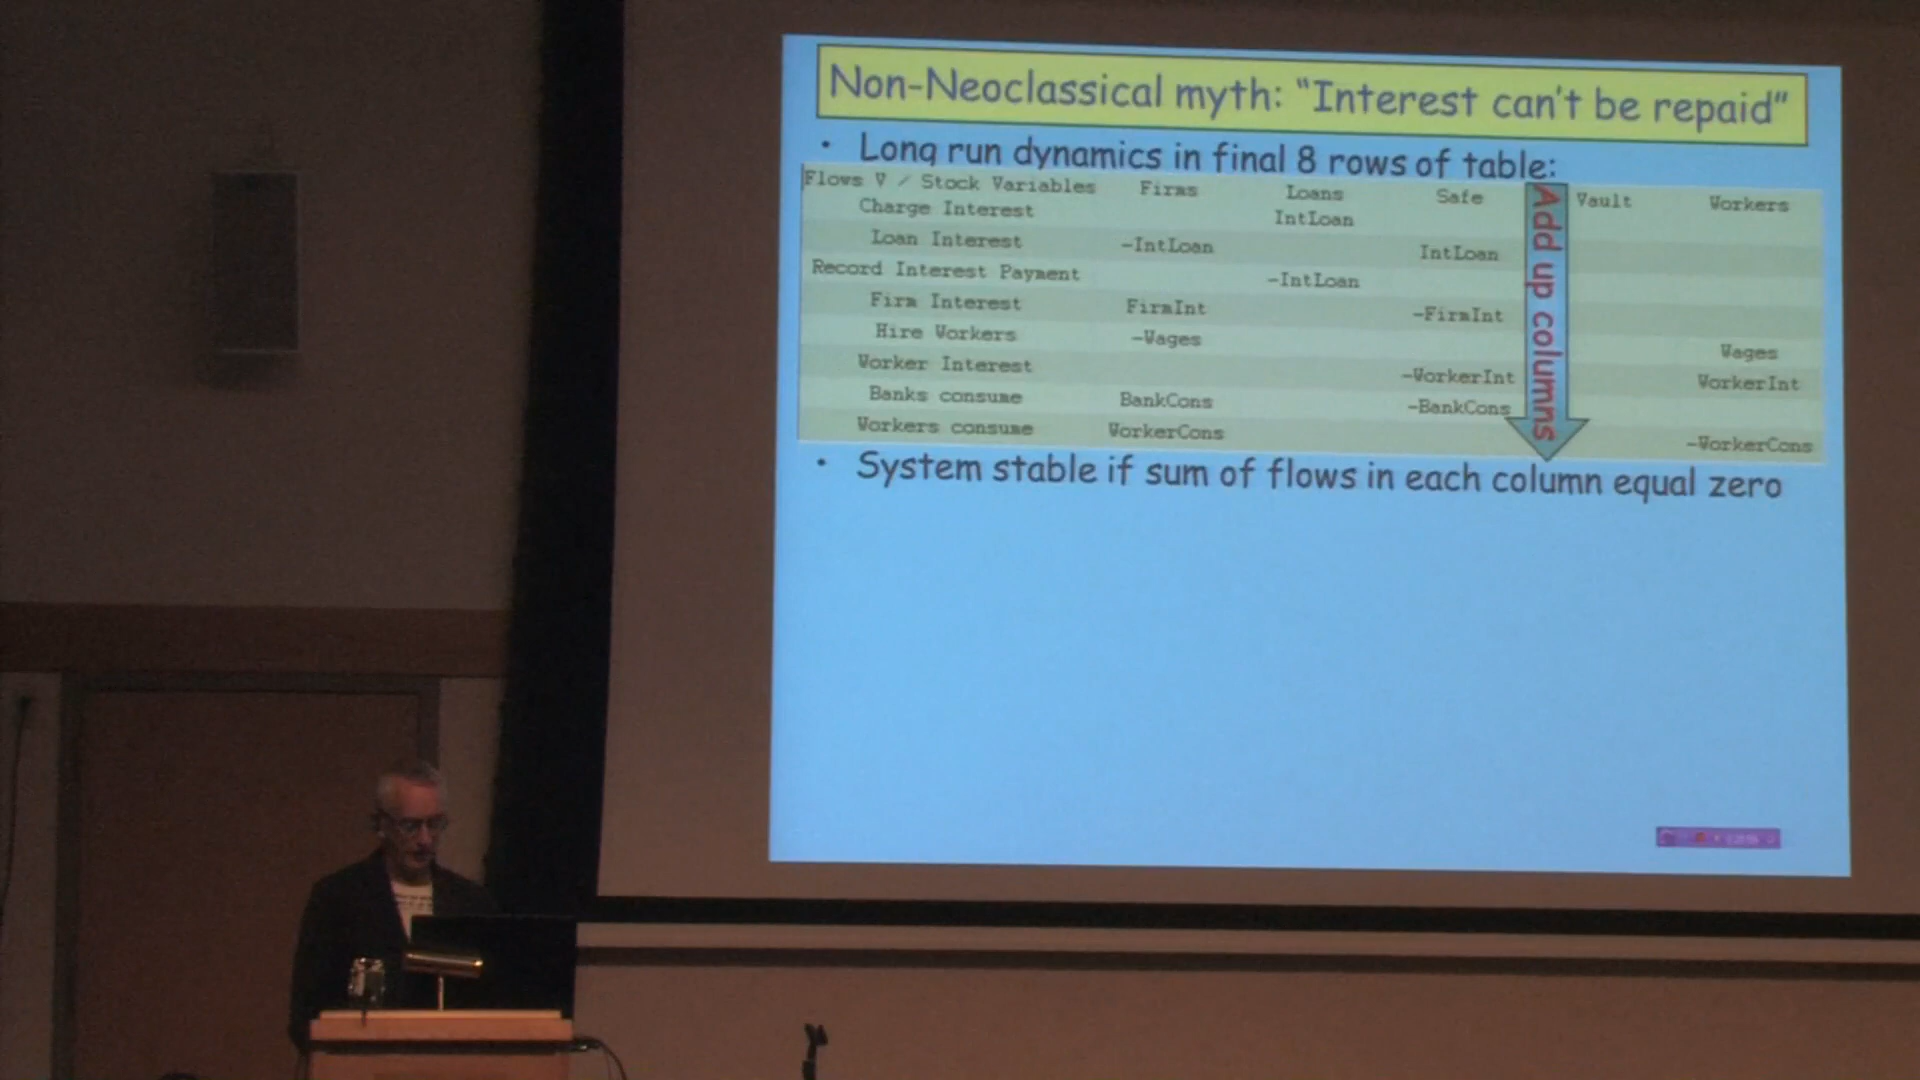 Non-Neoclassical myth: “Interest can't be repaid”
• Long run dynamics in final 8 rows of table:
Flows V / Stock Variables Firms Loans Safe Vault Workers
Charge Interest IntLoan
Loan Interest -IntLoan IntLoan
Record Interest Payment -IntLoan
Firm Interest FirmInt -FirmInt
Hire Workers -Wages Wages
Worker Interest -WorkerInt WorkerInt
Banks consume BankCons -BankCons
Workers consume WorkerCons -WorkerCons
Add up columns
• System stable if sum of flows in each column equal zero